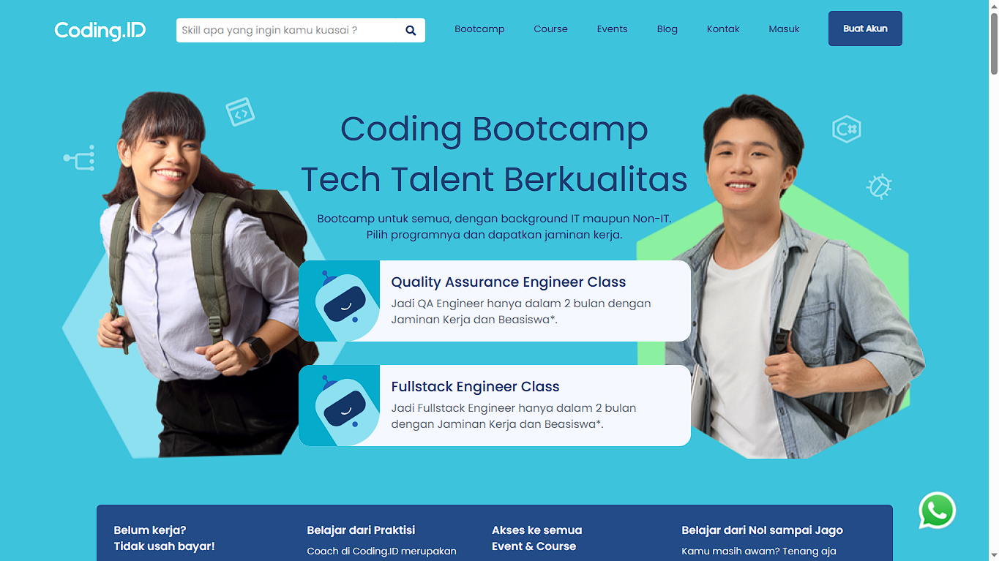 Coding.ID
Skill apa yang ingin kamu kuasai ?
Bootcamp
Course
Events
Blog
Kontak
Masuk
Buat Akun
Coding Bootcamp
Tech Talent Berkualitas
Bootcamp untuk semua, dengan background IT maupun Non-IT.
Pilih programnya dan dapatkan jaminan kerja.
Quality Assurance Engineer Class
Jadi QA Engineer hanya dalam 2 bulan dengan
Jaminan Kerja dan Beasiswa*.
Fullstack Engineer Class
Jadi Fullstack Engineer hanya dalam 2 bulan
dengan Jaminan Kerja dan Beasiswa*.
C#
Belum kerja?
Tidak usah bayar!
Belajar dari Praktisi
Coach di Coding.ID merupakan
Akses ke semua
Event & Course
Belajar dari Nol sampai Jago
Kamu masih awam? Tenang aja